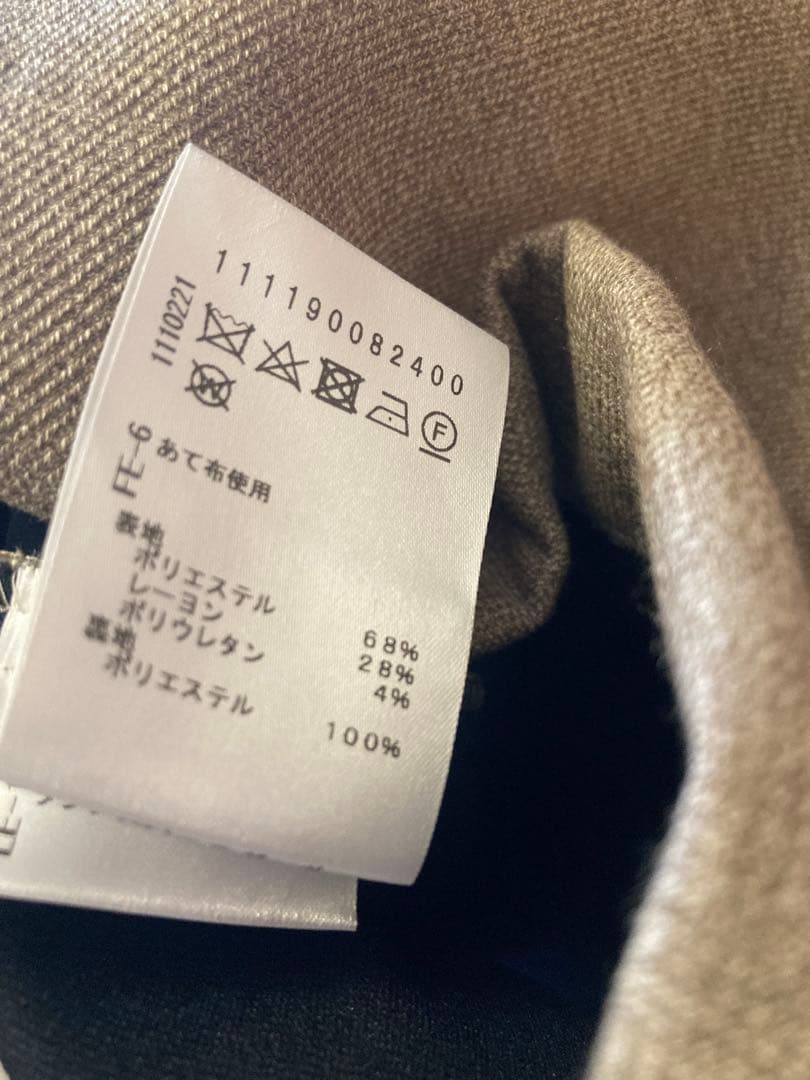 111190082400
1110221
F
FE-6
あて布使用
表地
ポリエステル 68%
レーヨン 28%
ポリウレタン 4%
裏地
ポリエステル 100%